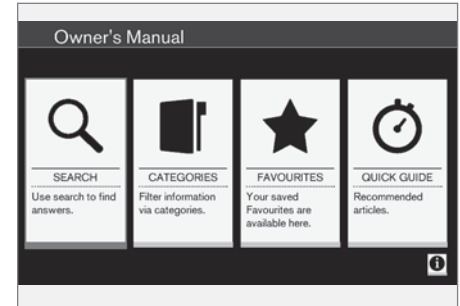 Owner's Manual
SEARCH
Use search to find
answers.
CATEGORIES
Filter information
via categories.
FAVOURITES
Your saved
Favourites are
available here.
QUICK GUIDE
Recommended
articles.
i